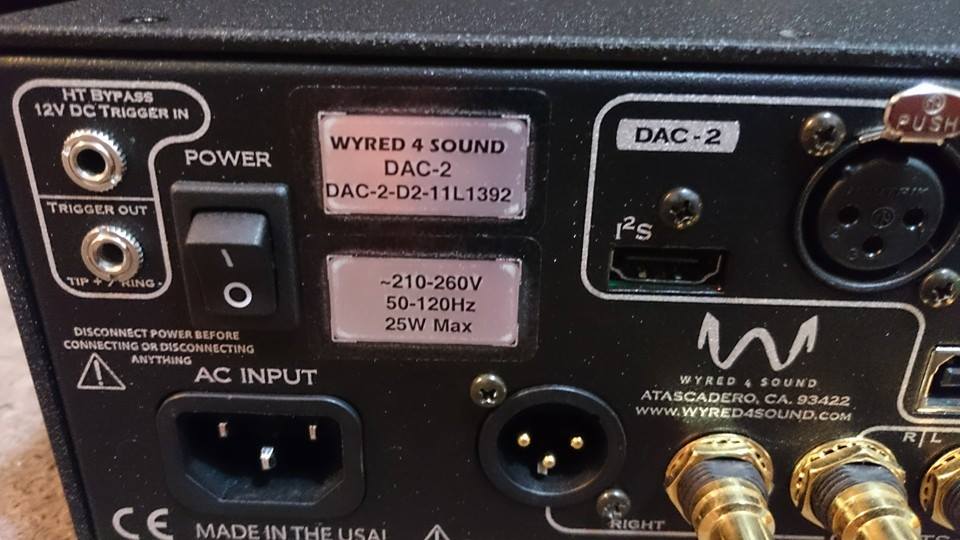 HT BYPASS
12V DC TRIGGER IN
TRIGGER OUT
TIP + / RING -
POWER
I
O
WYRED 4 SOUND
DAC-2
DAC-2-D2-11L1392
~210-260V
50-120Hz
25W Max
DISCONNECT POWER BEFORE
CONNECTING OR DISCONNECTING
ANYTHING
AC INPUT
CE
MADE IN THE USA!
DAC-2
I²S
PUSH
WYRED 4 SOUND
ATASCADERO, CA. 93422
WWW.WYRED4SOUND.COM
R/L
RIGHT